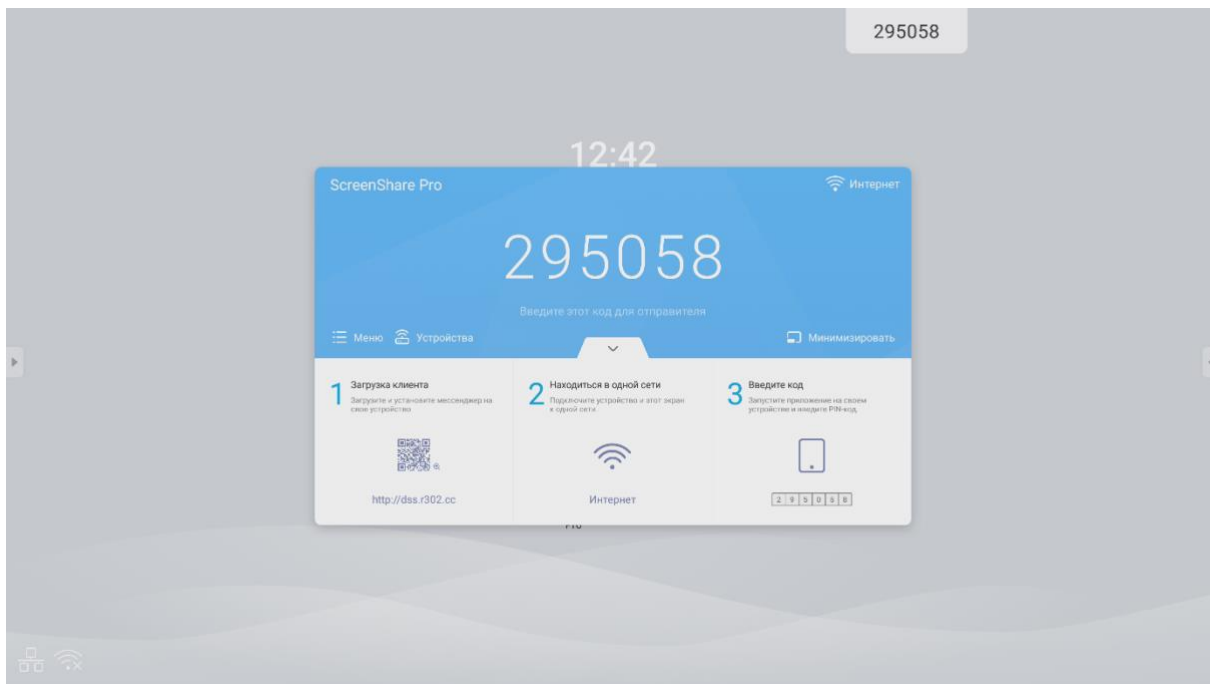 295058
12:42
ScreenShare Pro
Интернет
295058
Введите этот код для отправителя
Меню
Устройства
Минимизировать
1 Загрузка клиента
Загрузите и установите мессенджер на
свое устройство
http://dss.r302.cc
2 Находиться в одной сети
Подключите устройство и этот экран
к одной сети
Интернет
3 Введите код
Запустите приложение на своем
устройстве и введите PIN-код.
2 9 5 0 5 8
Pro